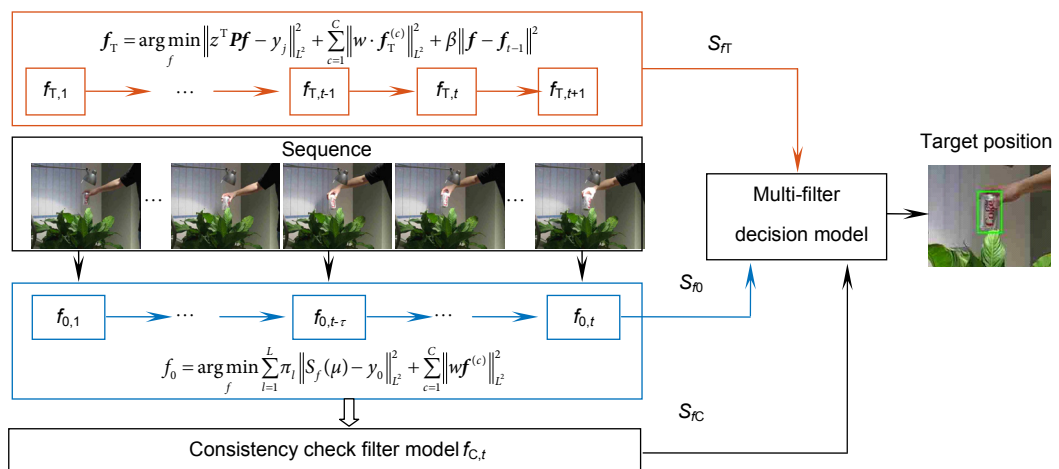 f_T = arg min_f ‖z^T Pf − y_j‖²_{L²} + ∑_{c=1}^{C} ‖w · f_T^{(c)}‖²_{L²} + β‖f − f_{t−1}‖²
S_{fT}
f_{T,1} … f_{T,t-1} f_{T,t} f_{T,t+1}
Sequence
Target position
… …
Multi-filter
decision model
S_{f0}
f_{0,1} … f_{0,t-τ} … f_{0,t}
f_0 = arg min_f ∑_{l=1}^{L} π_l ‖S_f(μ) − y_0‖²_{L²} + ∑_{c=1}^{C} ‖wf^{(c)}‖²_{L²}
S_{fC}
Consistency check filter model f_{C,t}